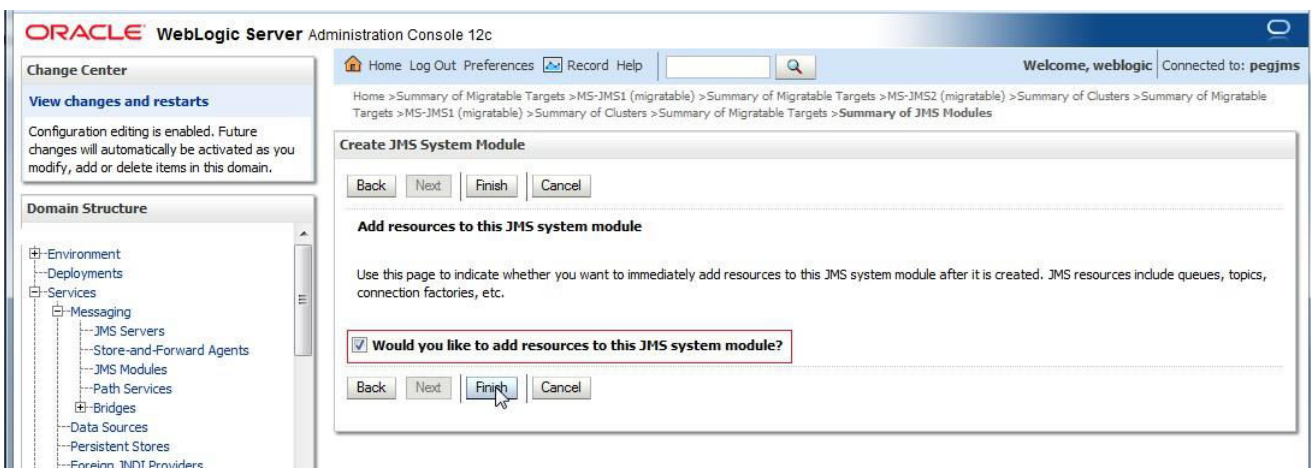 ORACLE WebLogic Server Administration Console 12c
Change Center
View changes and restarts
Configuration editing is enabled. Future
changes will automatically be activated as you
modify, add or delete items in this domain.
Domain Structure
Environment
Deployments
Services
Messaging
JMS Servers
Store-and-Forward Agents
JMS Modules
Path Services
Bridges
Data Sources
Persistent Stores
Foreign JNDI Providers
Home Log Out Preferences Record Help
Welcome, weblogic Connected to: pegjms
Home >Summary of Migratable Targets >MS-JMS1 (migratable) >Summary of Migratable Targets >MS-JMS2 (migratable) >Summary of Clusters >Summary of Migratable
Targets >MS-JMS1 (migratable) >Summary of Clusters >Summary of Migratable Targets >Summary of JMS Modules
Create JMS System Module
Back Next Finish Cancel
Add resources to this JMS system module
Use this page to indicate whether you want to immediately add resources to this JMS system module after it is created. JMS resources include queues, topics,
connection factories, etc.
Would you like to add resources to this JMS system module?
Back Next Finish Cancel